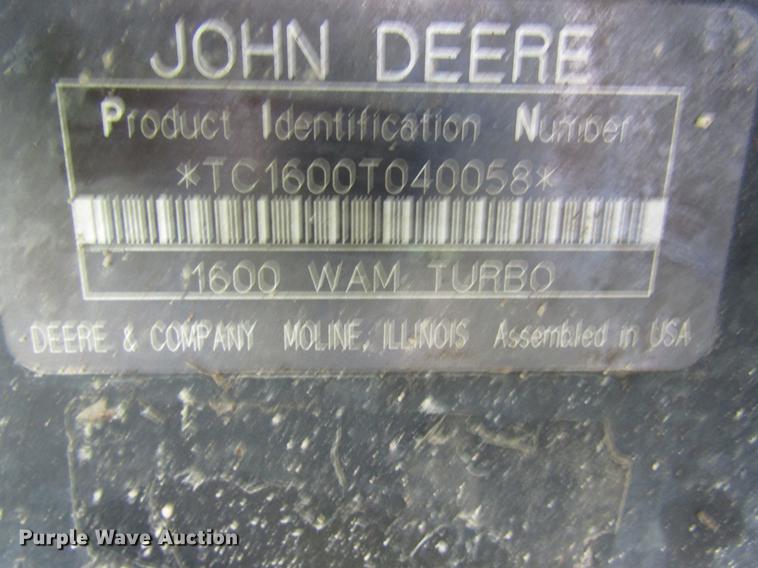 JOHN DEERE
Product Identification Number
*TC1600T040058*
1600 WAM TURBO
DEERE & COMPANY MOLINE, ILLINOIS Assembled in USA
Purple Wave Auction